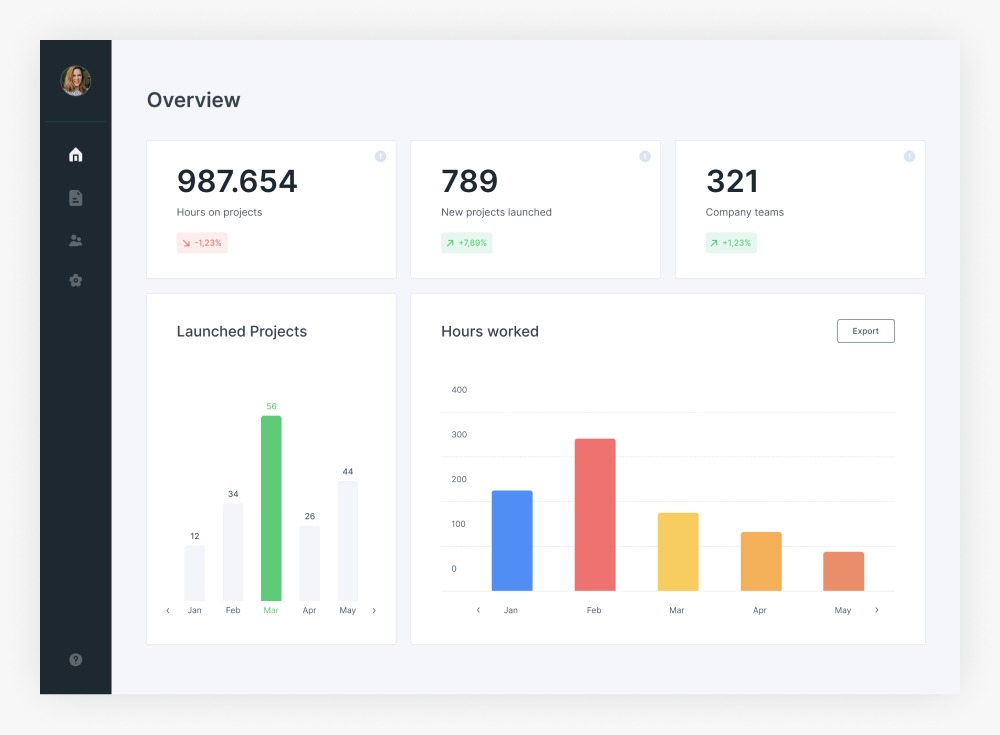 Overview
987.654
Hours on projects
-1,23%
789
New projects launched
+7,89%
321
Company teams
+1,23%
Launched Projects
56
44
34
26
12
Jan Feb Mar Apr May
Hours worked
Export
400
300
200
100
0
Jan Feb Mar Apr May